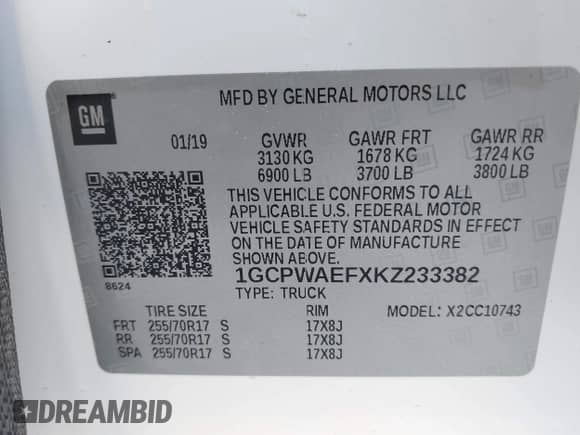 GM
MFD BY GENERAL MOTORS LLC
01/19 GVWR GAWR FRT GAWR RR
3130 KG 1678 KG 1724 KG
6900 LB 3700 LB 3800 LB
THIS VEHICLE CONFORMS TO ALL
APPLICABLE U.S. FEDERAL MOTOR
VEHICLE SAFETY STANDARDS IN EFFECT
ON THE DATE OF MANUFACTURE
SHOWN ABOVE.
8624
1GCPWAEFXKZ233382
TYPE: TRUCK
TIRE SIZE RIM MODEL: X2CC10743
FRT 255/70R17 S 17X8J
RR 255/70R17 S 17X8J
SPA 255/70R17 S 17X8J
DREAMBID